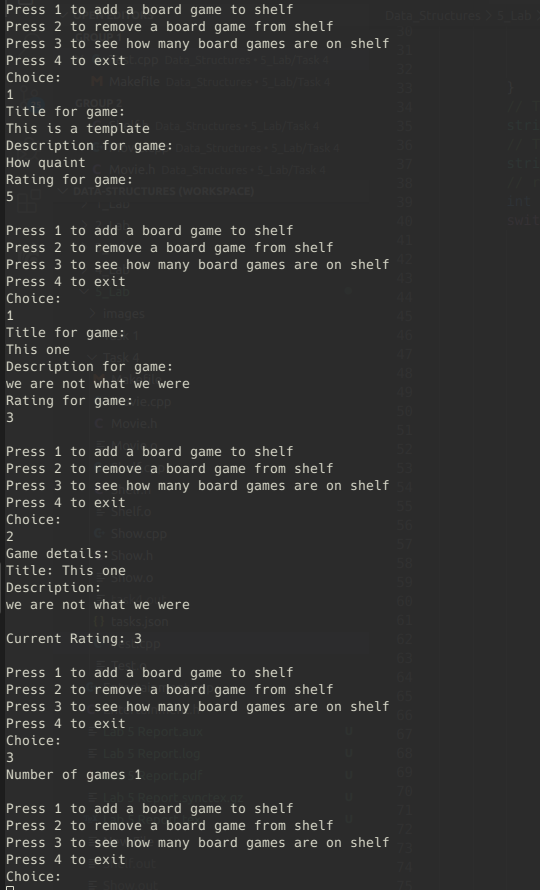 Press 1 to add a board game to shelf
Press 2 to remove a board game from shelf
Press 3 to see how many board games are on shelf
Press 4 to exit
Choice:
1
Title for game:
This is a template
Description for game:
How quaint
Rating for game:
5
Press 1 to add a board game to shelf
Press 2 to remove a board game from shelf
Press 3 to see how many board games are on shelf
Press 4 to exit
Choice:
1
Title for game:
This one
Description for game:
we are not what we were
Rating for game:
3
Press 1 to add a board game to shelf
Press 2 to remove a board game from shelf
Press 3 to see how many board games are on shelf
Press 4 to exit
Choice:
2
Game details:
Title: This one
Description:
we are not what we were
Current Rating: 3
Press 1 to add a board game to shelf
Press 2 to remove a board game from shelf
Press 3 to see how many board games are on shelf
Press 4 to exit
Choice:
3
Number of games 1
Press 1 to add a board game to shelf
Press 2 to remove a board game from shelf
Press 3 to see how many board games are on shelf
Press 4 to exit
Choice: